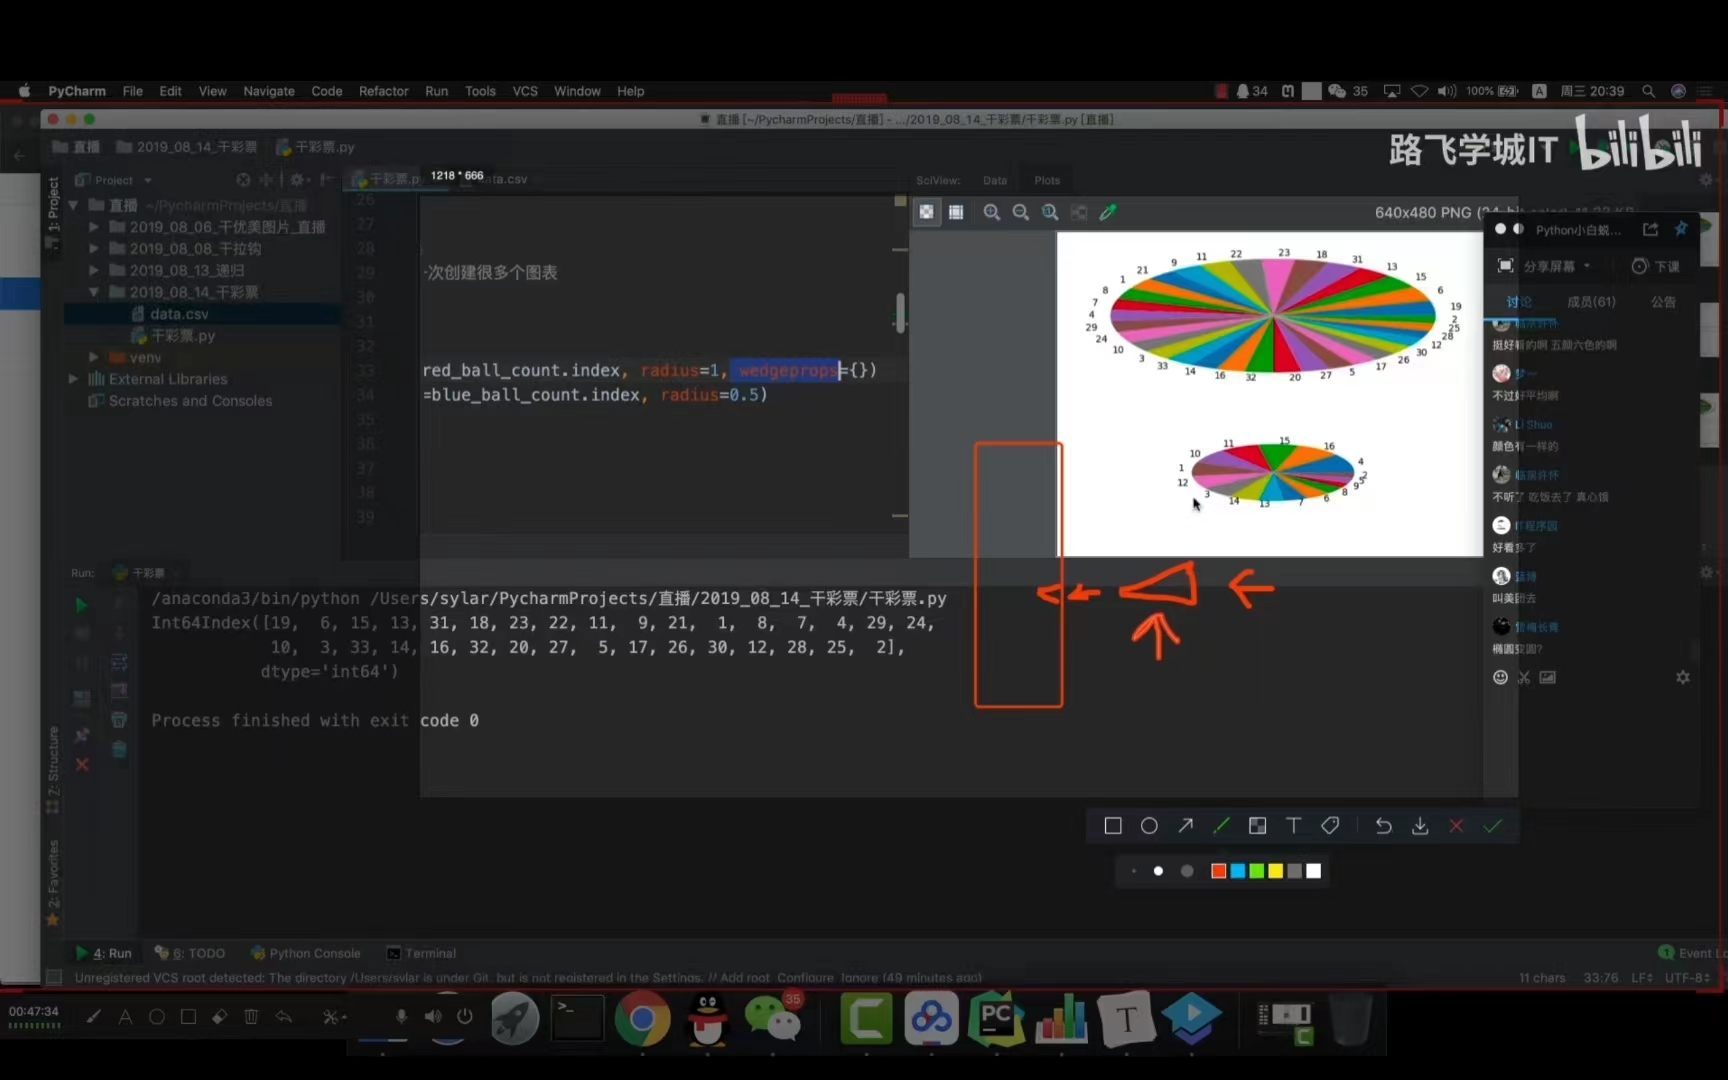 PyCharm File Edit View Navigate Code Refactor Run Tools VCS Window Help
34 35 100% A 周三 20:39
直播 [~/PycharmProjects/直播] - .../2019_08_14_干彩票/干彩票.py [直播]
直播 2019_08_14_干彩票 干彩票.py
路飞学城IT bilibili
Project
干彩票.p
1218 * 666
ata.csv
SciView: Data Plots
1: Project
直播 ~/PycharmProjects/直播
2019_08_06_干优美图片_直播
2019_08_08_干拉钩
2019_08_13_递归
2019_08_14_干彩票
data.csv
干彩票.py
venv
External Libraries
Scratches and Consoles
26
27
28
29 次创建很多个图表
30
31
32
33 red_ball_count.index, radius=1, wedgeprops={})
34 =blue_ball_count.index, radius=0.5)
35
36
37
38
39
640x480 PNG
23 18 31 13 15 6 19 2 25 28 12 30 26 17 5 27 20 32 16 14 33 3 10 24 29 4 7 8 1 21 9 11 22
15 16 4 2 5 9 8 6 7 13 14 3 12 1 10 11
Python小白蜕...
分享屏幕 下课
讨论 成员(61) 公告
挺好看的啊 五颜六色的啊
梦一
不过好平均啊
Li Shuo
颜色有一样的
不听了 吃饭去了 真心饿
好看多了
叫美团去
椭圆变圆?
Run: 干彩票
/anaconda3/bin/python /Users/sylar/PycharmProjects/直播/2019_08_14_干彩票/干彩票.py
Int64Index([19, 6, 15, 13, 31, 18, 23, 22, 11, 9, 21, 1, 8, 7, 4, 29, 24,
10, 3, 33, 14, 16, 32, 20, 27, 5, 17, 26, 30, 12, 28, 25, 2],
dtype='int64')
Process finished with exit code 0
Z: Structure
2: Favorites
4: Run 6: TODO Python Console Terminal
1 Event Lo
Unregistered VCS root detected: The directory /Users/sylar is under Git, but is not registered in the Settings. // Add root Configure Ignore (49 minutes ago)
11 chars 33:76 LF UTF-8
00:47:34
35
PC
T